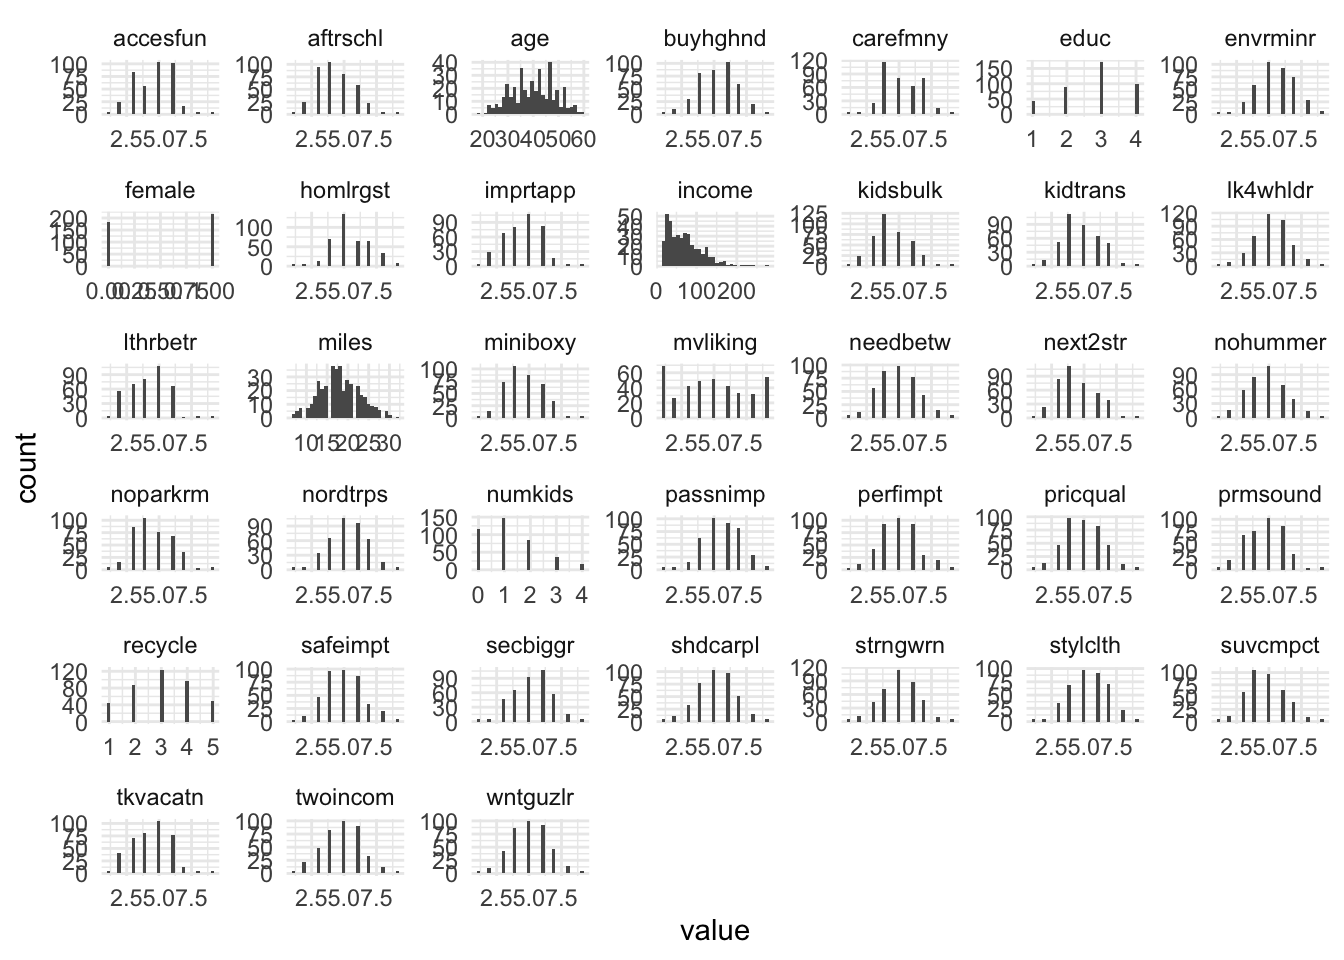 accesfun aftrschl age buyhghnd carefmny educ envrminr
100 75 50 25 0
100 75 50 25 0
40 30 20 10 0
100 75 50 25 0
120 90 60 30 0
150 100 50 0
100 75 50 25 0
2.5 5.0 7.5 2.5 5.0 7.5 20 30 40 50 60 2.5 5.0 7.5 2.5 5.0 7.5 1 2 3 4 2.5 5.0 7.5
female homlrgst imprtapp income kidsbulk kidtrans lk4whldr
200 150 100 50 0
100 50 0
90 60 30 0
50 40 30 20 10 0
125 100 75 50 25 0
90 60 30 0
120 90 60 30 0
0.00 0.25 0.50 0.75 1.00 2.5 5.0 7.5 2.5 5.0 7.5 0 100 200 2.5 5.0 7.5 2.5 5.0 7.5 2.5 5.0 7.5
lthrbetr miles miniboxy mvliking needbetw next2str nohummer
90 60 30 0
30 20 10 0
100 75 50 25 0
60 40 20 0
100 75 50 25 0
90 60 30 0
90 60 30 0
2.5 5.0 7.5 10 15 20 25 30 2.5 5.0 7.5 2.5 5.0 7.5 2.5 5.0 7.5 2.5 5.0 7.5 2.5 5.0 7.5
count
noparkrm nordtrps numkids passnimp perfimpt pricqual prmsound
100 75 50 25 0
90 60 30 0
150 100 50 0
100 75 50 25 0
100 75 50 25 0
100 75 50 25 0
100 75 50 25 0
2.5 5.0 7.5 2.5 5.0 7.5 0 1 2 3 4 2.5 5.0 7.5 2.5 5.0 7.5 2.5 5.0 7.5 2.5 5.0 7.5
recycle safeimpt secbiggr shdcarpl strngwrn stylclth suvcmpct
120 80 40 0
100 75 50 25 0
90 60 30 0
100 75 50 25 0
120 90 60 30 0
100 75 50 25 0
100 75 50 25 0
1 2 3 4 5 2.5 5.0 7.5 2.5 5.0 7.5 2.5 5.0 7.5 2.5 5.0 7.5 2.5 5.0 7.5 2.5 5.0 7.5
tkvacatn twoincom wntguzlr
100 75 50 25 0
100 75 50 25 0
100 75 50 25 0
2.5 5.0 7.5 2.5 5.0 7.5 2.5 5.0 7.5
value